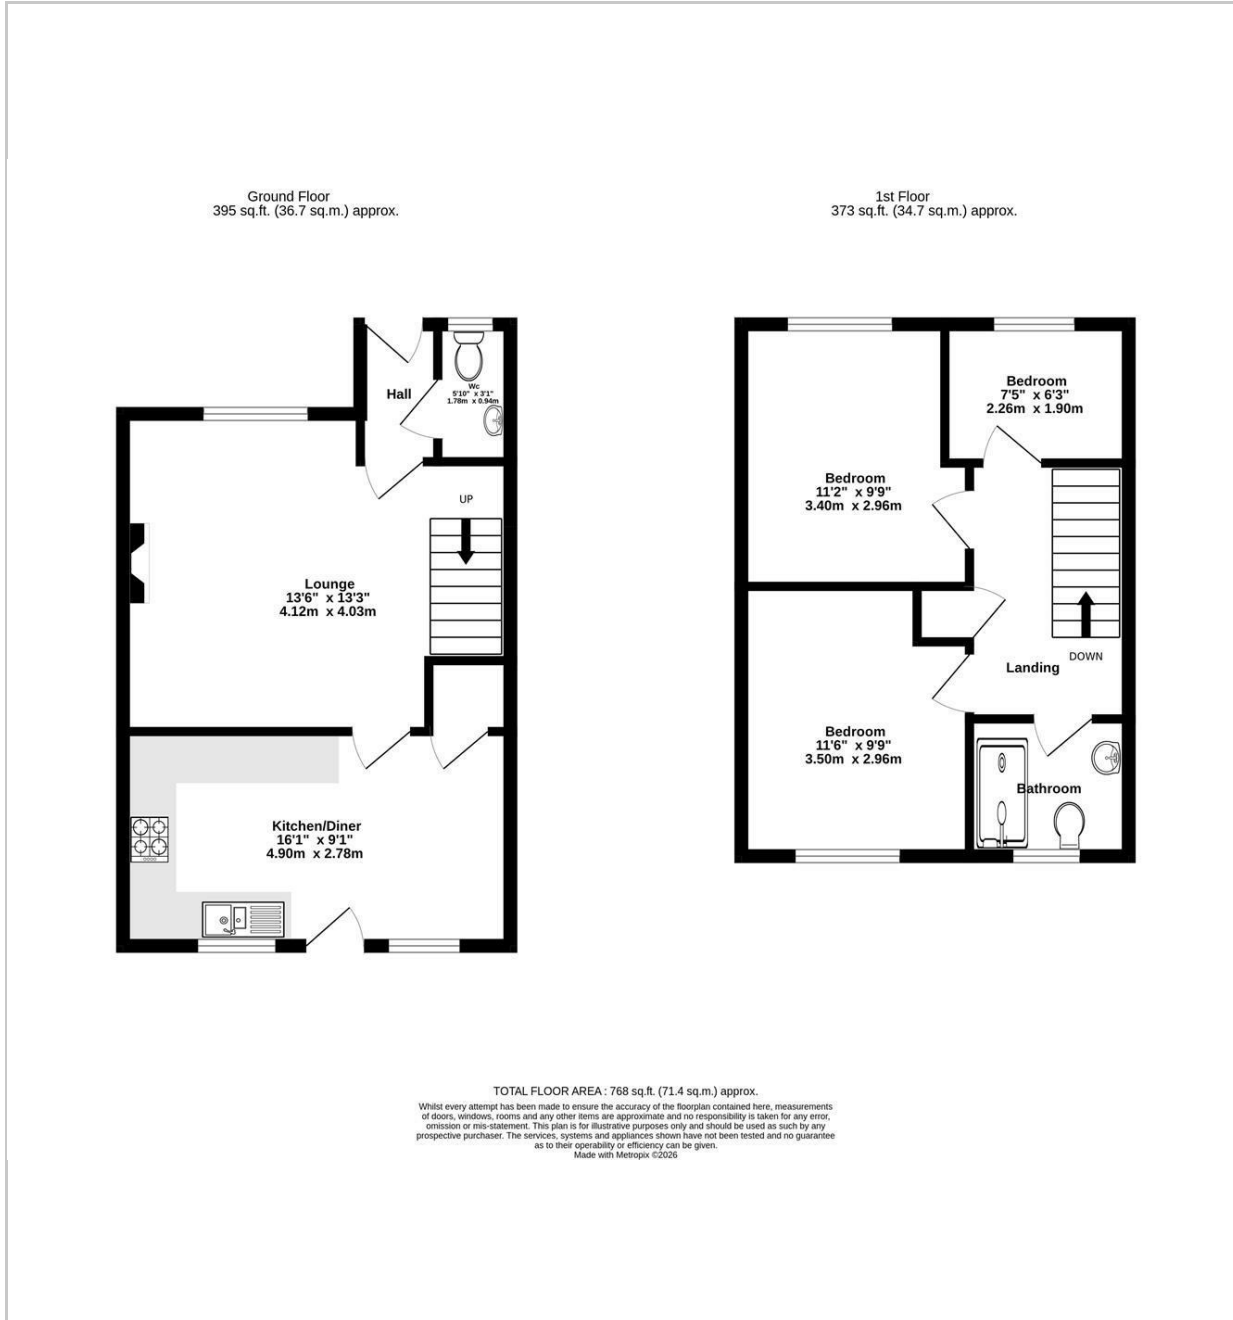 Ground Floor
395 sq.ft. (36.7 sq.m.) approx.
1st Floor
373 sq.ft. (34.7 sq.m.) approx.
Hall
Wc
5'10" x 3'1"
1.78m x 0.94m
UP
Lounge
13'6" x 13'3"
4.12m x 4.03m
Kitchen/Diner
16'1" x 9'1"
4.90m x 2.78m
Bedroom
7'5" x 6'3"
2.26m x 1.90m
Bedroom
11'2" x 9'9"
3.40m x 2.96m
DOWN
Landing
Bedroom
11'6" x 9'9"
3.50m x 2.96m
Bathroom
TOTAL FLOOR AREA : 768 sq.ft. (71.4 sq.m.) approx.
Whilst every attempt has been made to ensure the accuracy of the floorplan contained here, measurements
of doors, windows, rooms and any other items are approximate and no responsibility is taken for any error,
omission or mis-statement. This plan is for illustrative purposes only and should be used as such by any
prospective purchaser. The services, systems and appliances shown have not been tested and no guarantee
as to their operability or efficiency can be given.
Made with Metropix ©2026